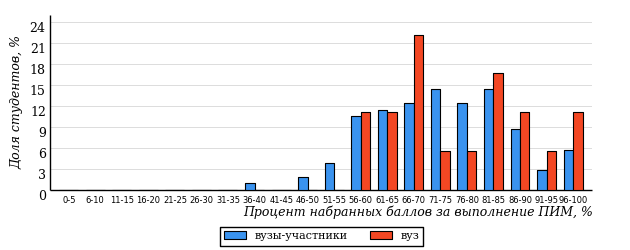 Доля студентов, %
24
21
18
15
12
9
6
3
0
0-5 6-10 11-15 16-20 21-25 26-30 31-35 36-40 41-45 46-50 51-55 56-60 61-65 66-70 71-75 76-80 81-85 86-90 91-95 96-100
Процент набранных баллов за выполнение ПИМ, %
вузы-участники вуз